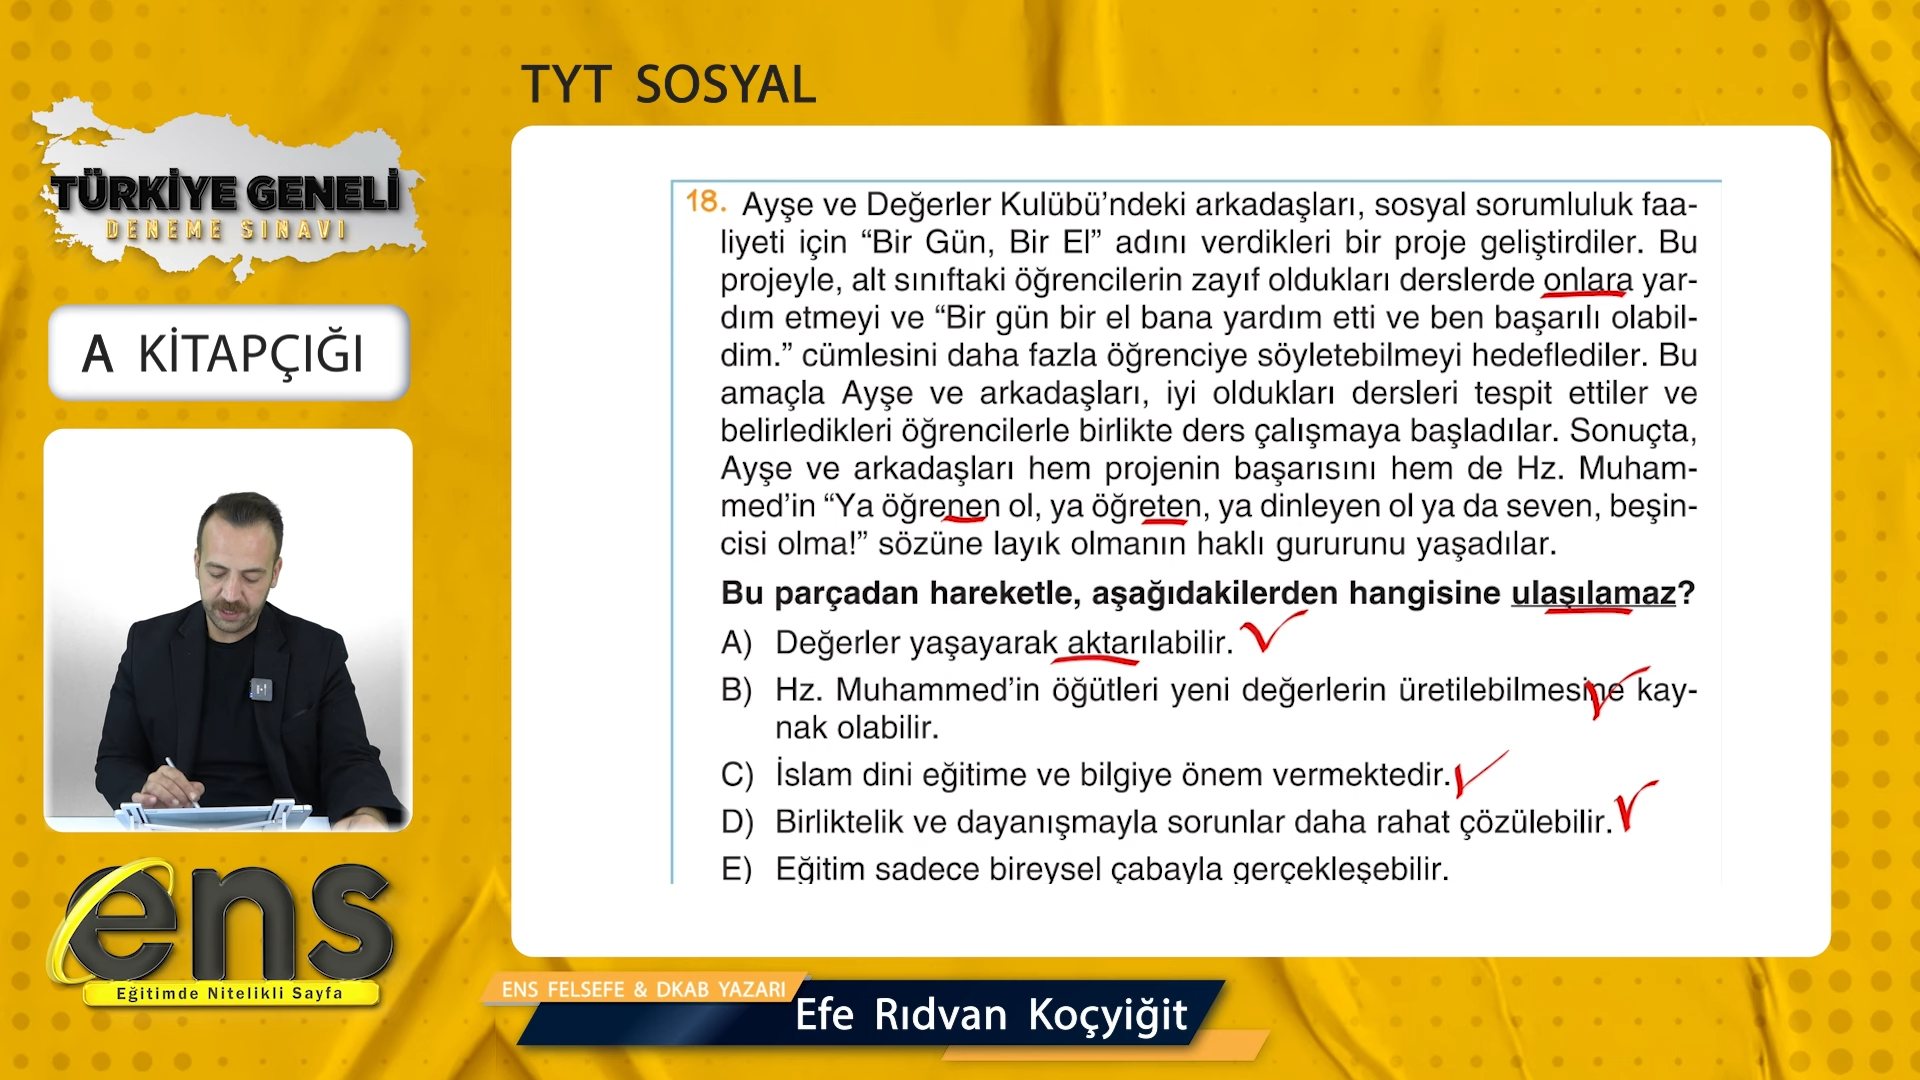 TYT SOSYAL
TÜRKİYE GENELİ
DENEME SINAVI
A KİTAPÇIĞI
18. Ayşe ve Değerler Kulübü’ndeki arkadaşları, sosyal sorumluluk faa-
liyeti için “Bir Gün, Bir El” adını verdikleri bir proje geliştirdiler. Bu
projeyle, alt sınıftaki öğrencilerin zayıf oldukları derslerde onlara yar-
dım etmeyi ve “Bir gün bir el bana yardım etti ve ben başarılı olabil-
dim.” cümlesini daha fazla öğrenciye söyletebilmeyi hedeflediler. Bu
amaçla Ayşe ve arkadaşları, iyi oldukları dersleri tespit ettiler ve
belirledikleri öğrencilerle birlikte ders çalışmaya başladılar. Sonuçta,
Ayşe ve arkadaşları hem projenin başarısını hem de Hz. Muham-
med’in “Ya öğrenen ol, ya öğreten, ya dinleyen ol ya da seven, beşin-
cisi olma!” sözüne layık olmanın haklı gururunu yaşadılar.
Bu parçadan hareketle, aşağıdakilerden hangisine ulaşılamaz?
A) Değerler yaşayarak aktarılabilir.
B) Hz. Muhammed’in öğütleri yeni değerlerin üretilebilmesine kay-
nak olabilir.
C) İslam dini eğitime ve bilgiye önem vermektedir.
D) Birliktelik ve dayanışmayla sorunlar daha rahat çözülebilir.
E) Eğitim sadece bireysel çabayla gerçekleşebilir.
ens
Eğitimde Nitelikli Sayfa
ENS FELSEFE & DKAB YAZARI
Efe Rıdvan Koçyiğit